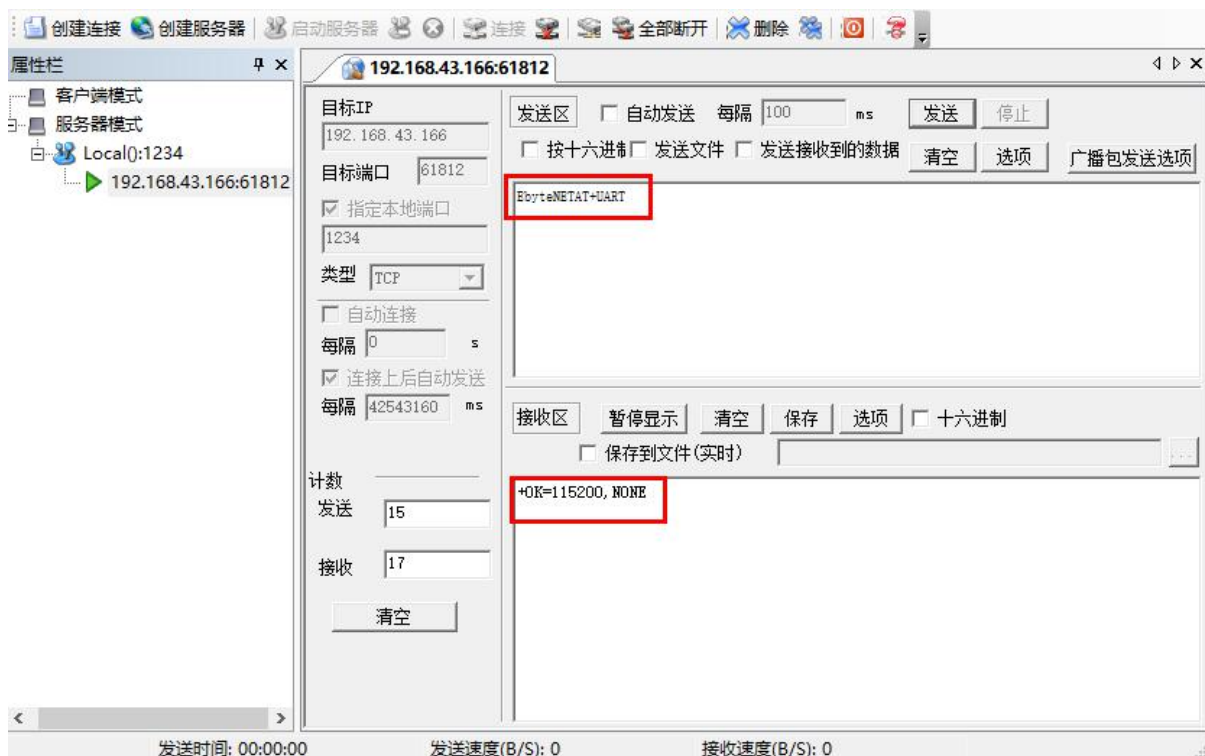 创建连接 创建服务器 启动服务器 连接 全部断开 删除
属性栏
客户端模式
服务器模式
Local():1234
192.168.43.166:61812
192.168.43.166:61812
目标IP
192.168.43.166
目标端口 61812
指定本地端口
1234
类型 TCP
自动连接
每隔 0 s
连接上后自动发送
每隔 42543160 ms
计数
发送 15
接收 17
清空
发送区 自动发送 每隔 100 ms 发送 停止
按十六进制 发送文件 发送接收到的数据 清空 选项 广播包发送选项
EbyteNETAT+UART
接收区 暂停显示 清空 保存 选项 十六进制
保存到文件(实时) ...
+OK=115200,NONE
发送时间: 00:00:00 发送速度(B/S): 0 接收速度(B/S): 0